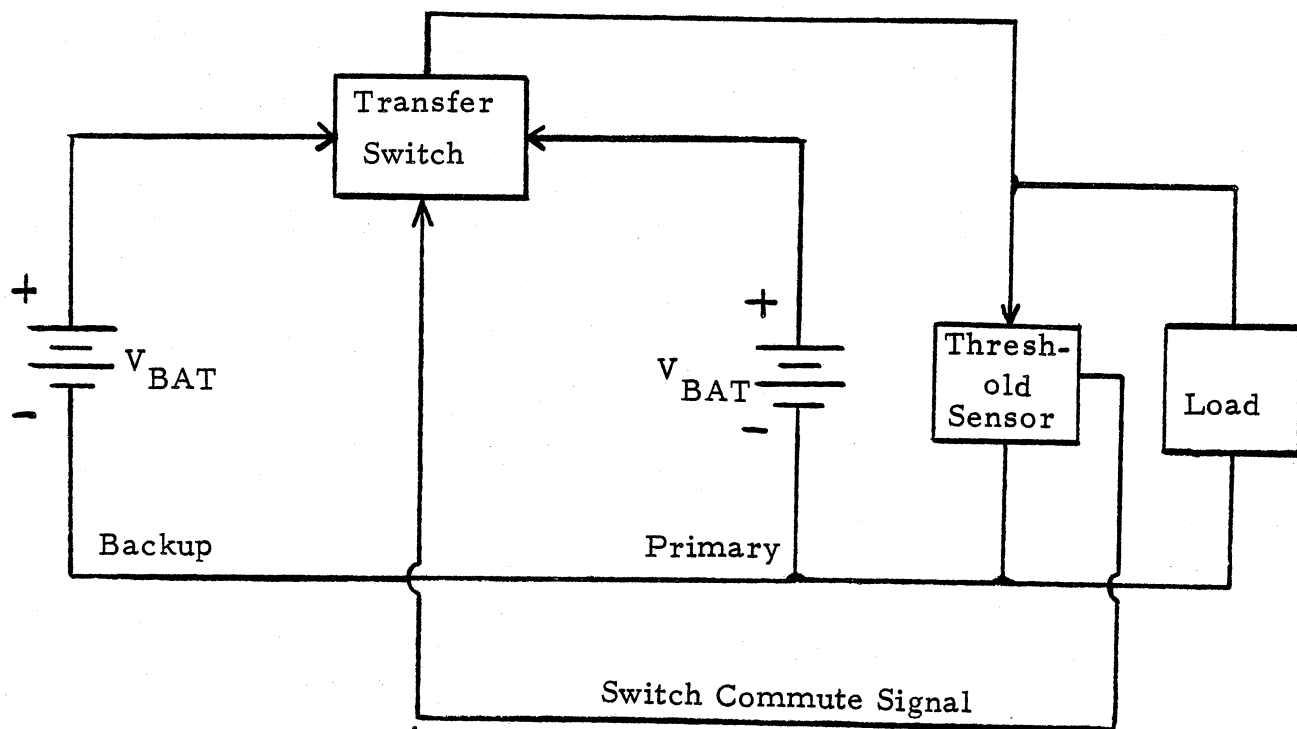 Transfer
Switch
+
V BAT
-
Backup
+
V BAT
-
Primary
Thresh-
old
Sensor
Load
Switch Commute Signal